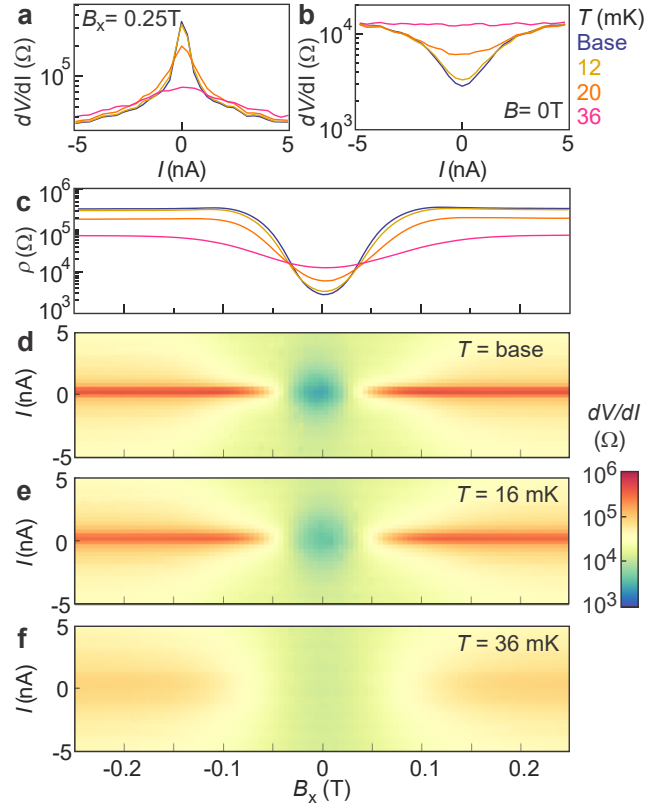 a
B_x = 0.25T
dV/dI (Ω)
10^5
-5
0
5
I (nA)
b
dV/dI (Ω)
10^4
10^3
B = 0T
-5
0
5
I (nA)
T (mK)
Base
12
20
36
c
ρ (Ω)
10^6
10^5
10^4
10^3
d
I (nA)
5
0
-5
T = base
e
I (nA)
5
0
-5
T = 16 mK
f
I (nA)
5
0
-5
T = 36 mK
-0.2
-0.1
0
0.1
0.2
B_x (T)
dV/dI
(Ω)
10^6
10^5
10^4
10^3